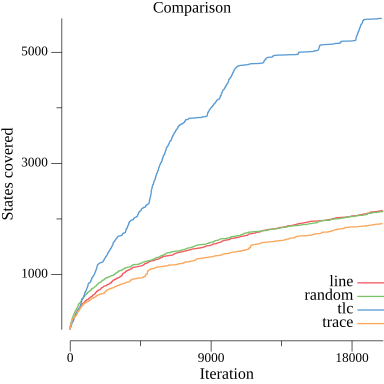 Comparison
States covered
5000
3000
1000
line
random
tlc
trace
0
9000
18000
Iteration